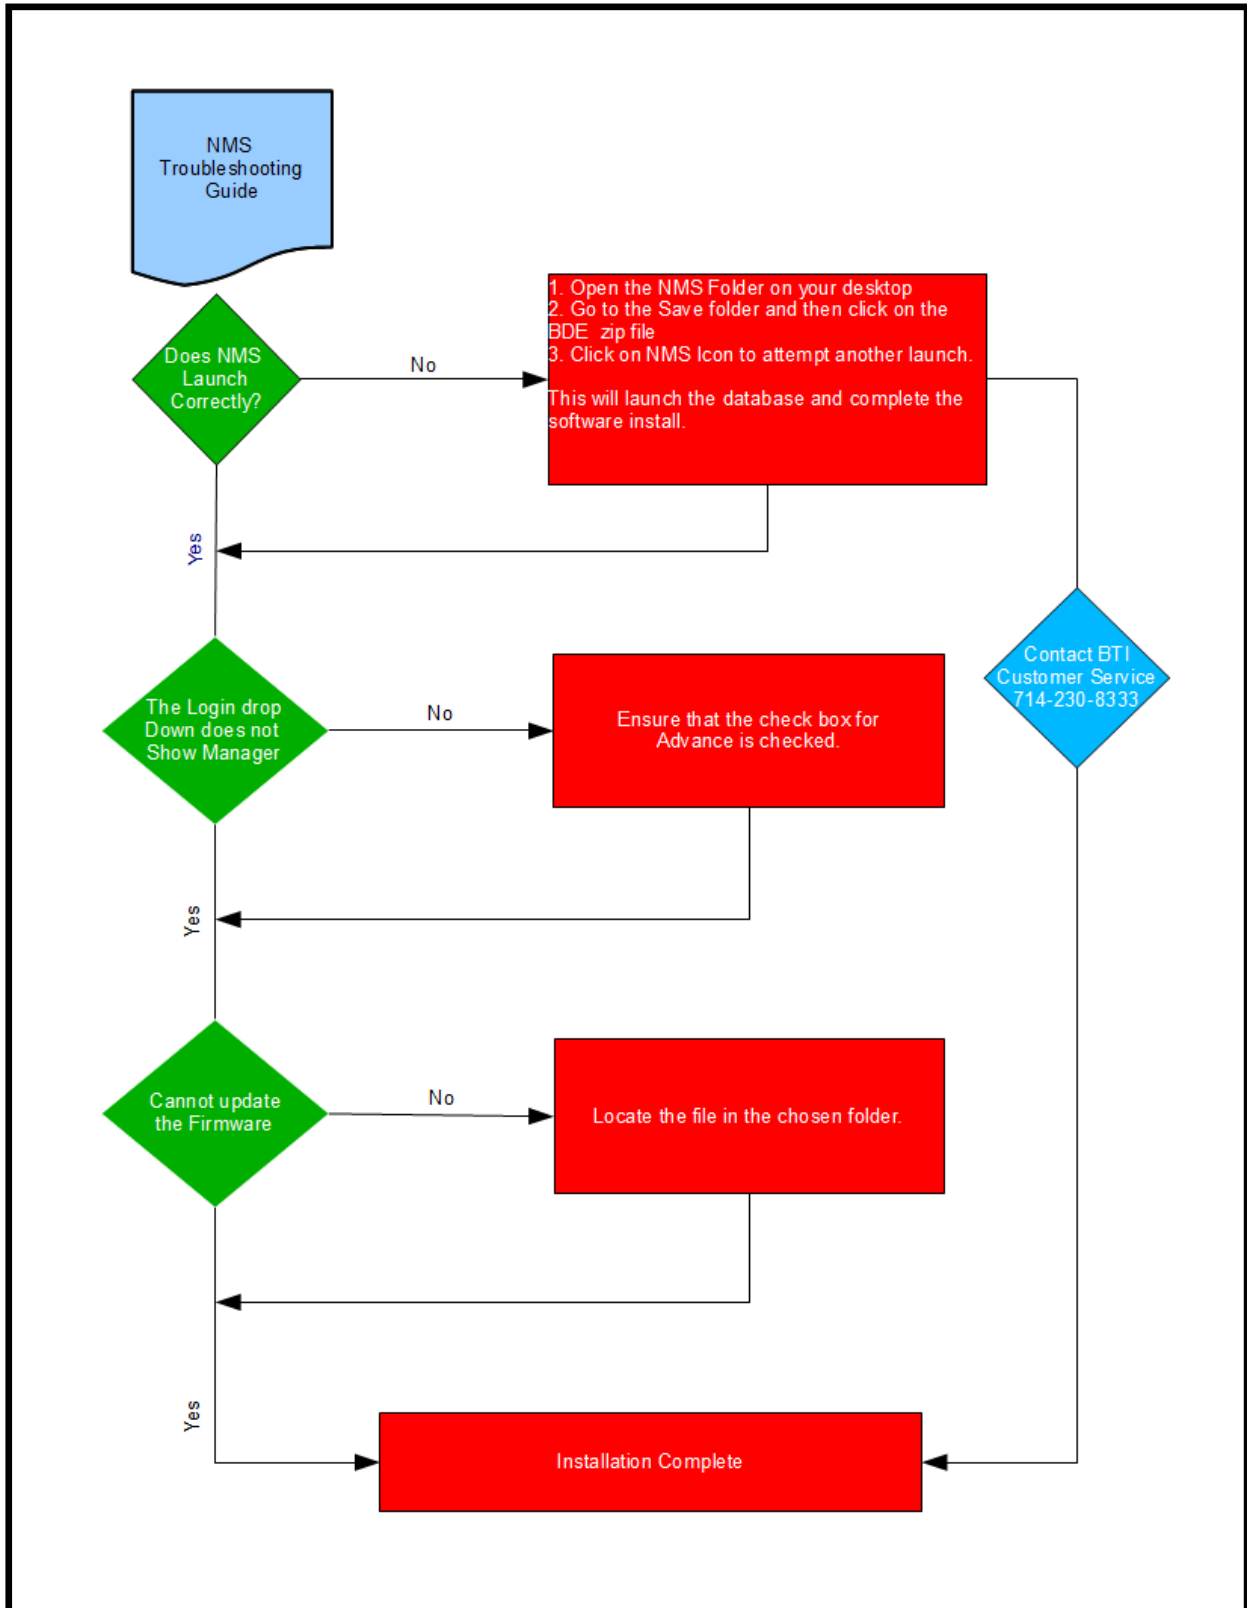 NMS
Troubleshooting
Guide
Does NMS
Launch
Correctly?
No
1. Open the NMS Folder on your desktop
2. Go to the Save folder and then click on the
BDE  zip file
3. Click on NMS Icon to attempt another launch.
This will launch the database and complete the
software install.
Yes
Contact BTI
Customer Service
714-230-8333
The Login drop
Down does not
Show Manager
No
Ensure that the check box for
Advance is checked.
Yes
Cannot update
the Firmware
No
Locate the file in the chosen folder.
Yes
Installation Complete